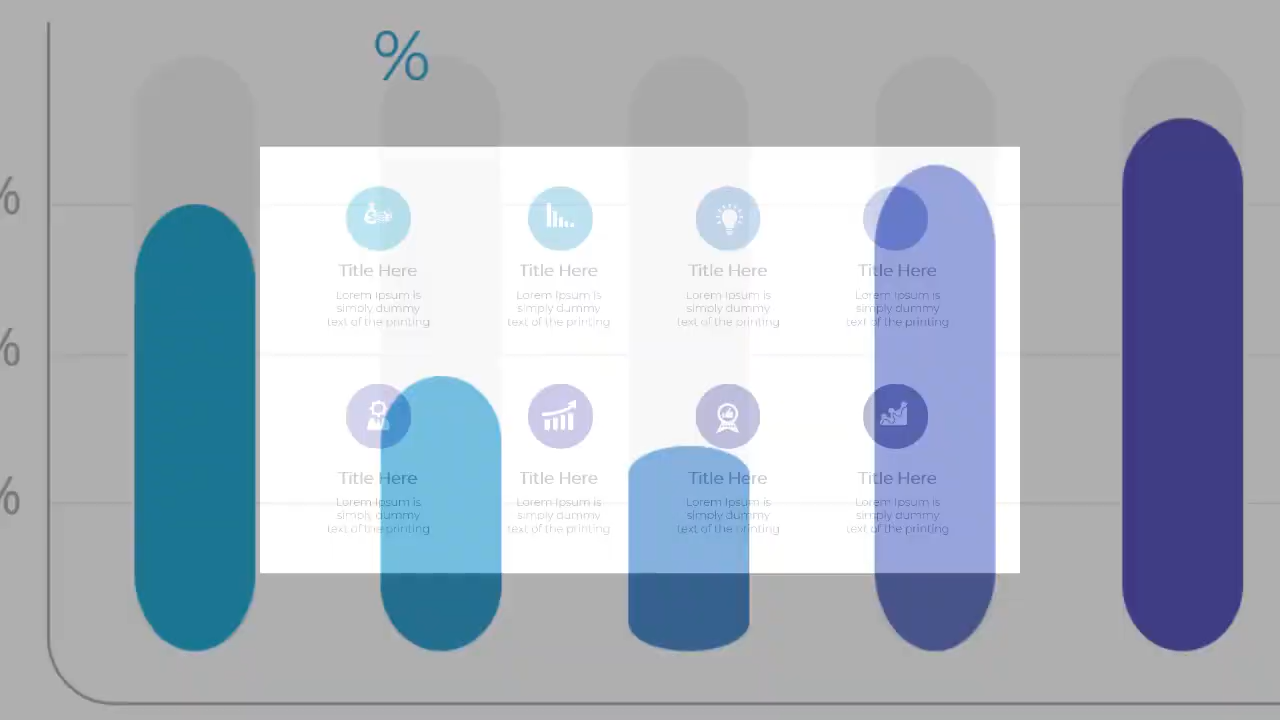 %
%
%
%
Title Here
Lorem Ipsum is
simply dummy
text of the printing
Title Here
Lorem Ipsum is
simply dummy
text of the printing
Title Here
Lorem Ipsum is
simply dummy
text of the printing
Title Here
Lorem Ipsum is
simply dummy
text of the printing
Title Here
Lorem Ipsum is
simply dummy
text of the printing
Title Here
Lorem Ipsum is
simply dummy
text of the printing
Title Here
Lorem Ipsum is
simply dummy
text of the printing
Title Here
Lorem Ipsum is
simply dummy
text of the printing